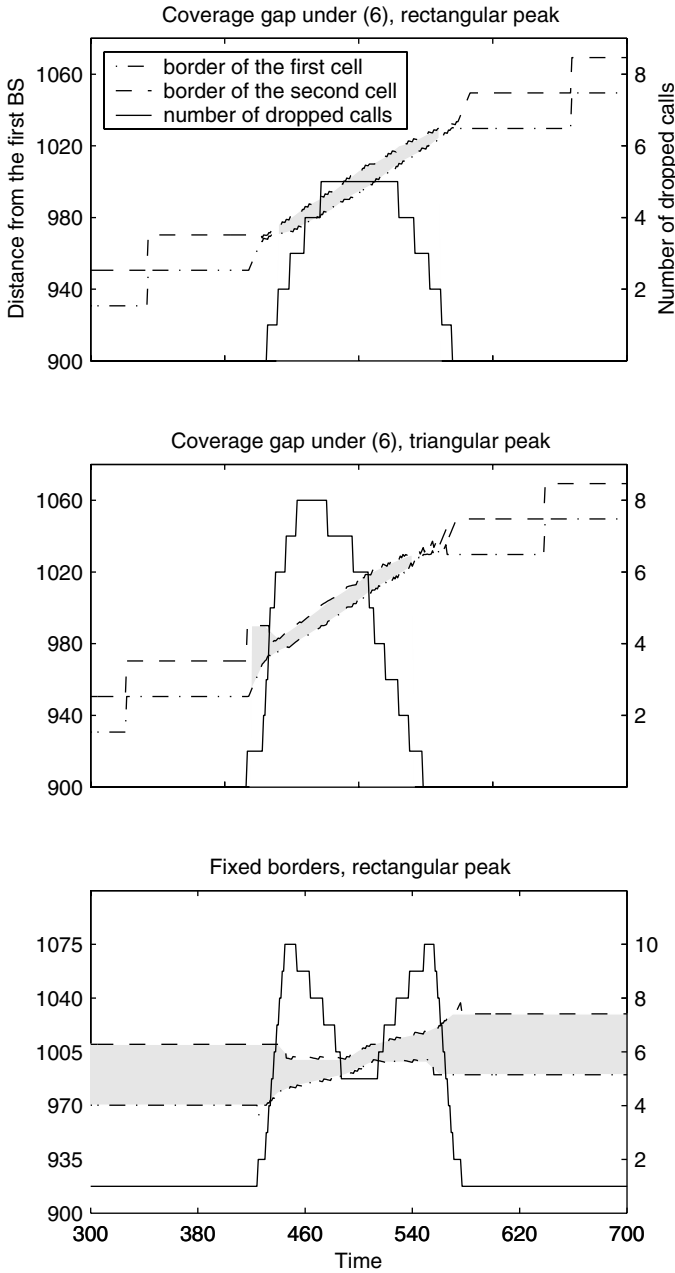 Coverage gap under (6), rectangular peak
border of the first cell
border of the second cell
number of dropped calls
Distance from the first BS
1060
1020
980
940
900
8
6
4
2
Number of dropped calls
Coverage gap under (6), triangular peak
1060
1020
980
940
900
8
6
4
2
Fixed borders, rectangular peak
1075
1040
1005
970
935
900
10
8
6
4
2
300 380 460 540 620 700
Time